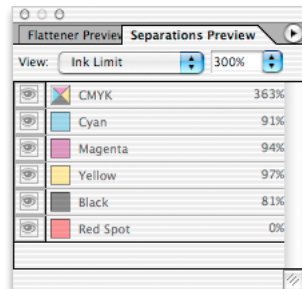 Flattener Preview Separations Preview
View: Ink Limit 300%
CMYK 363%
Cyan 91%
Magenta 94%
Yellow 97%
Black 81%
Red Spot 0%